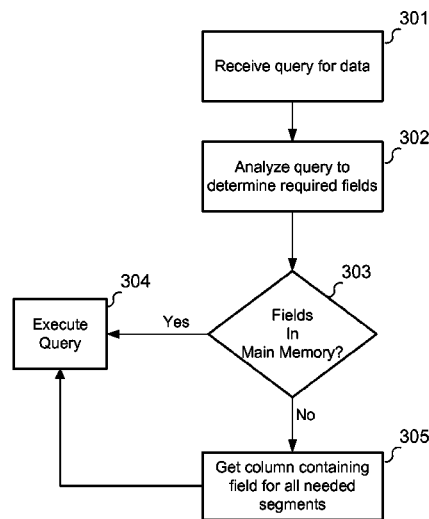 301
Receive query for data
302
Analyze query to
determine required fields
303
Fields
In
Main Memory?
304
Execute
Query
Yes
No
305
Get column containing
field for all needed
segments